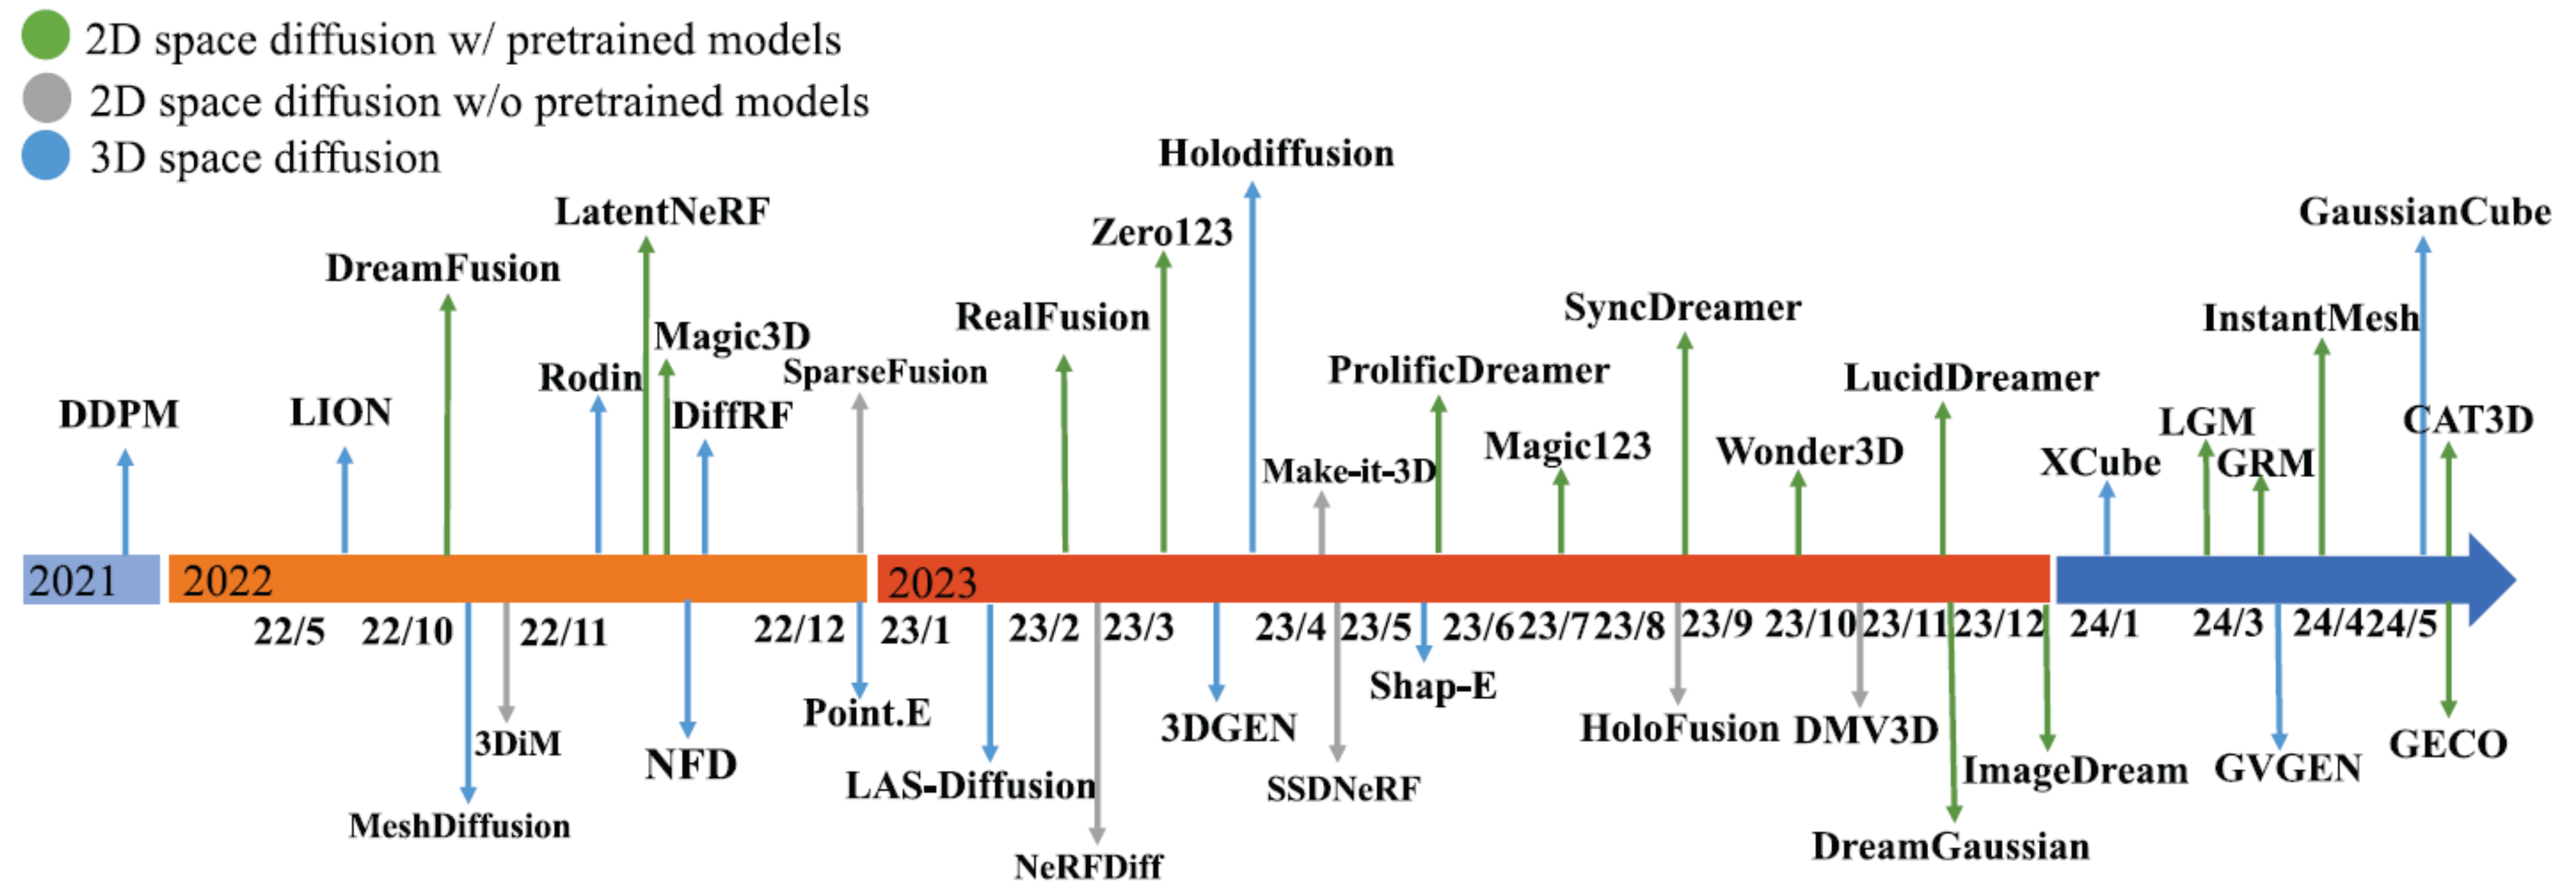 2D space diffusion w/ pretrained models
2D space diffusion w/o pretrained models
3D space diffusion
Holodiffusion
LatentNeRF
GaussianCube
Zero123
DreamFusion
SyncDreamer
RealFusion
InstantMesh
Magic3D
SparseFusion
ProlificDreamer
Rodin
LucidDreamer
DDPM
LION
DiffRF
LGM
CAT3D
Magic123
Wonder3D
Make-it-3D
XCube
GRM
2021
2022
2023
22/5
22/10
22/11
22/12
23/1
23/2
23/3
23/4
23/5
23/6
23/7
23/8
23/9
23/10
23/11
23/12
24/1
24/3
24/4
24/5
Shap-E
Point.E
3DGEN
HoloFusion
DMV3D
3DiM
GECO
NFD
ImageDream
GVGEN
LAS-Diffusion
SSDNeRF
MeshDiffusion
DreamGaussian
NeRFDiff